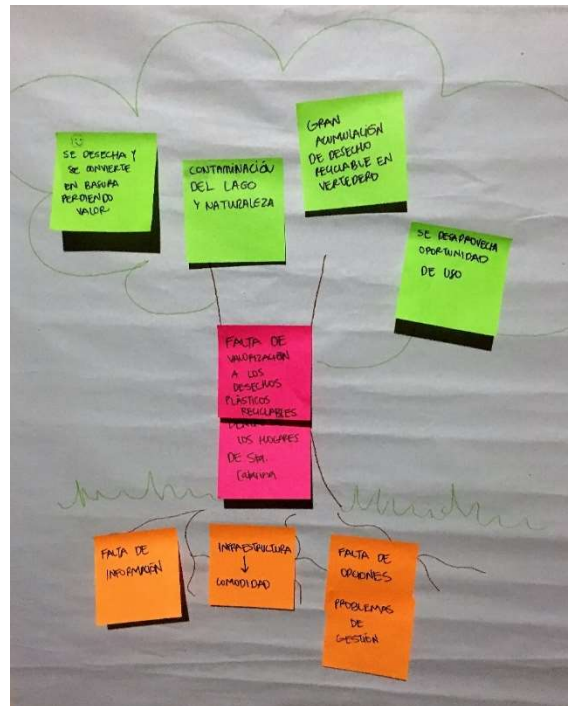 SE DESECHA Y
SE CONVIERTE
EN BASURA
PERDIENDO
VALOR
CONTAMINACIÓN
DEL LAGO
Y NATURALEZA
GRAN
ACUMULACIÓN
DE DESECHO
RECICLABLE EN
VERTEDERO
SE DESAPROVECHA
OPORTUNIDAD
DE USO
FALTA DE
VALORIZACIÓN
A LOS
DESECHOS
PLÁSTICOS
RECICLABLES
LOS HOGARES
DE Sta.
Catarina
FALTA DE
INFORMACIÓN
INFRAESTRUCTURA
↓
COMODIDAD
FALTA DE
OPCIONES
PROBLEMAS
DE
GESTIÓN